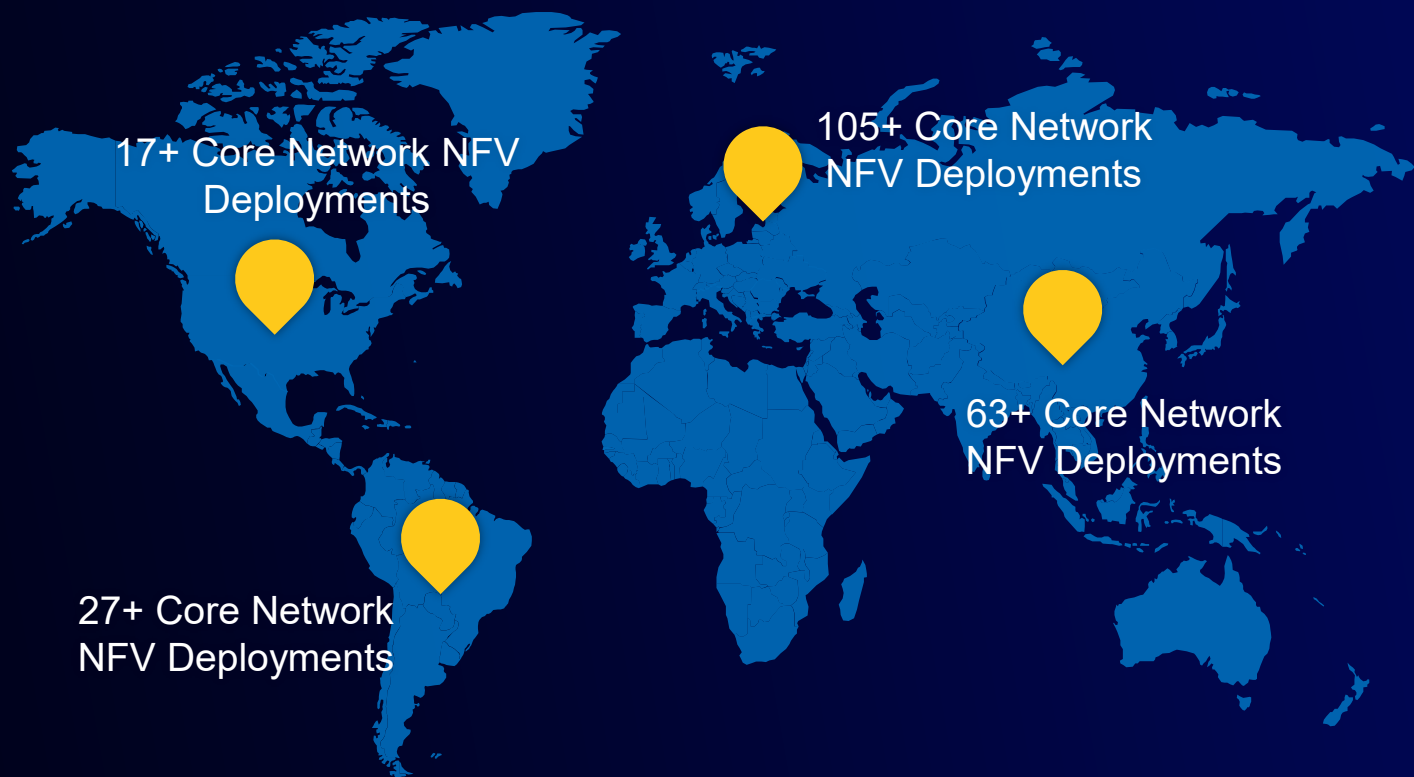 105+ Core Network
NFV Deployments
17+ Core Network NFV
Deployments
63+ Core Network
NFV Deployments
27+ Core Network
NFV Deployments